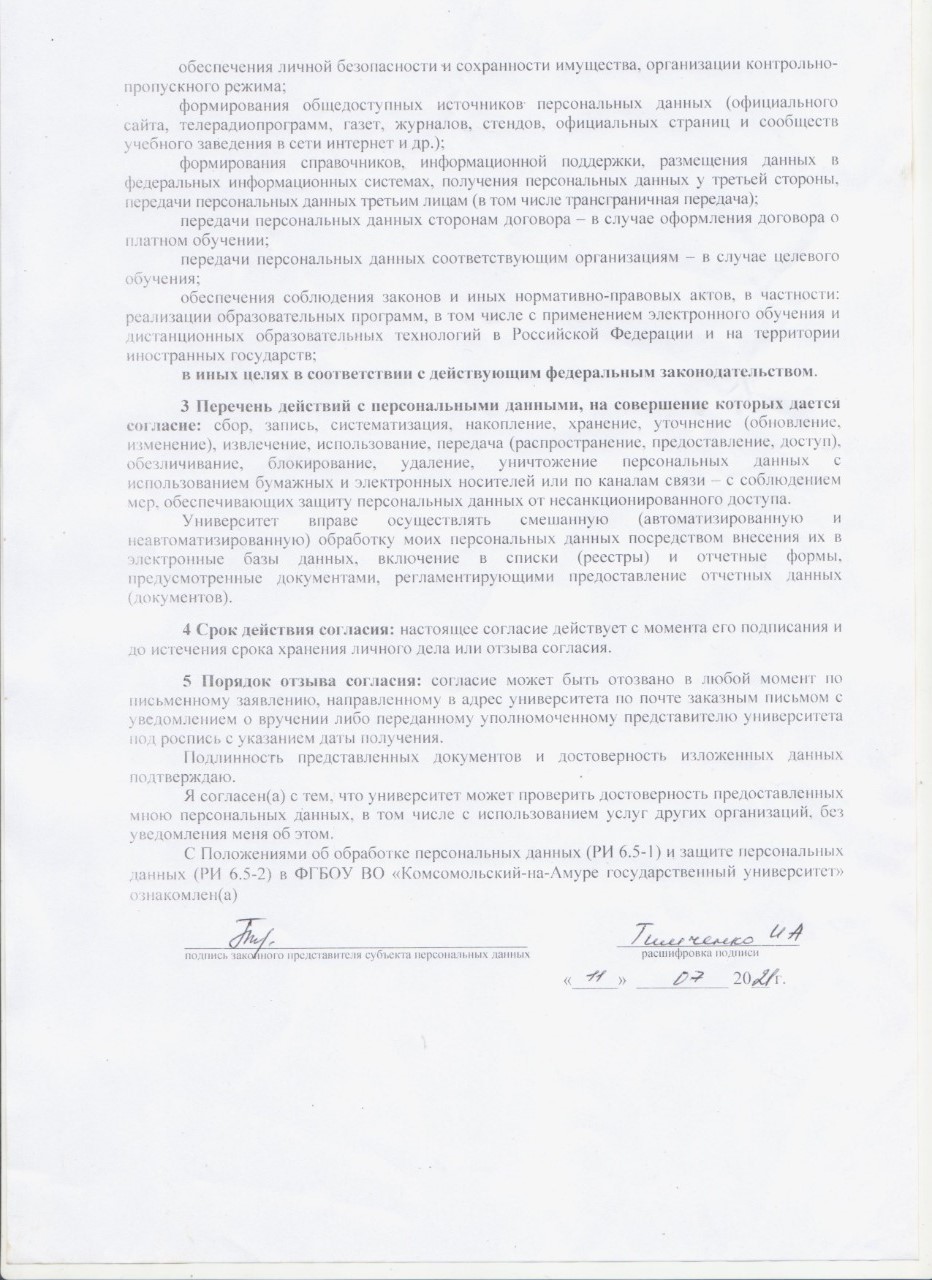 обеспечения личной безопасности и сохранности имущества, организации контрольно-
пропускного режима;
формирования общедоступных источников персональных данных (официального
сайта, телерадиопрограмм, газет, журналов, стендов, официальных страниц и сообществ
учебного заведения в сети интернет и др.);
формирования справочников, информационной поддержки, размещения данных в
федеральных информационных системах, получения персональных данных у третьей стороны,
передачи персональных данных третьим лицам (в том числе трансграничная передача);
передачи персональных данных сторонам договора – в случае оформления договора о
платном обучении;
передачи персональных данных соответствующим организациям – в случае целевого
обучения;
обеспечения соблюдения законов и иных нормативно-правовых актов, в частности:
реализации образовательных программ, в том числе с применением электронного обучения и
дистанционных образовательных технологий в Российской Федерации и на территории
иностранных государств;
в иных целях в соответствии с действующим федеральным законодательством.
3 Перечень действий с персональными данными, на совершение которых дается
согласие: сбор, запись, систематизация, накопление, хранение, уточнение (обновление,
изменение), извлечение, использование, передача (распространение, предоставление, доступ),
обезличивание, блокирование, удаление, уничтожение персональных данных с
использованием бумажных и электронных носителей или по каналам связи – с соблюдением
мер, обеспечивающих защиту персональных данных от несанкционированного доступа.
Университет вправе осуществлять смешанную (автоматизированную и
неавтоматизированную) обработку моих персональных данных посредством внесения их в
электронные базы данных, включение в списки (реестры) и отчетные формы,
предусмотренные документами, регламентирующими предоставление отчетных данных
(документов).
4 Срок действия согласия: настоящее согласие действует с момента его подписания и
до истечения срока хранения личного дела или отзыва согласия.
5 Порядок отзыва согласия: согласие может быть отозвано в любой момент по
письменному заявлению, направленному в адрес университета по почте заказным письмом с
уведомлением о вручении либо переданному уполномоченному представителю университета
под роспись с указанием даты получения.
Подлинность представленных документов и достоверность изложенных данных
подтверждаю.
Я согласен(а) с тем, что университет может проверить достоверность предоставленных
мною персональных данных, в том числе с использованием услуг других организаций, без
уведомления меня об этом.
С Положениями об обработке персональных данных (РИ 6.5-1) и защите персональных
данных (РИ 6.5-2) в ФГБОУ ВО «Комсомольский-на-Амуре государственный университет»
ознакомлен(а)
Тимченко И А
подпись законного представителя субъекта персональных данных расшифровка подписи
« 11 » 07 2021г.